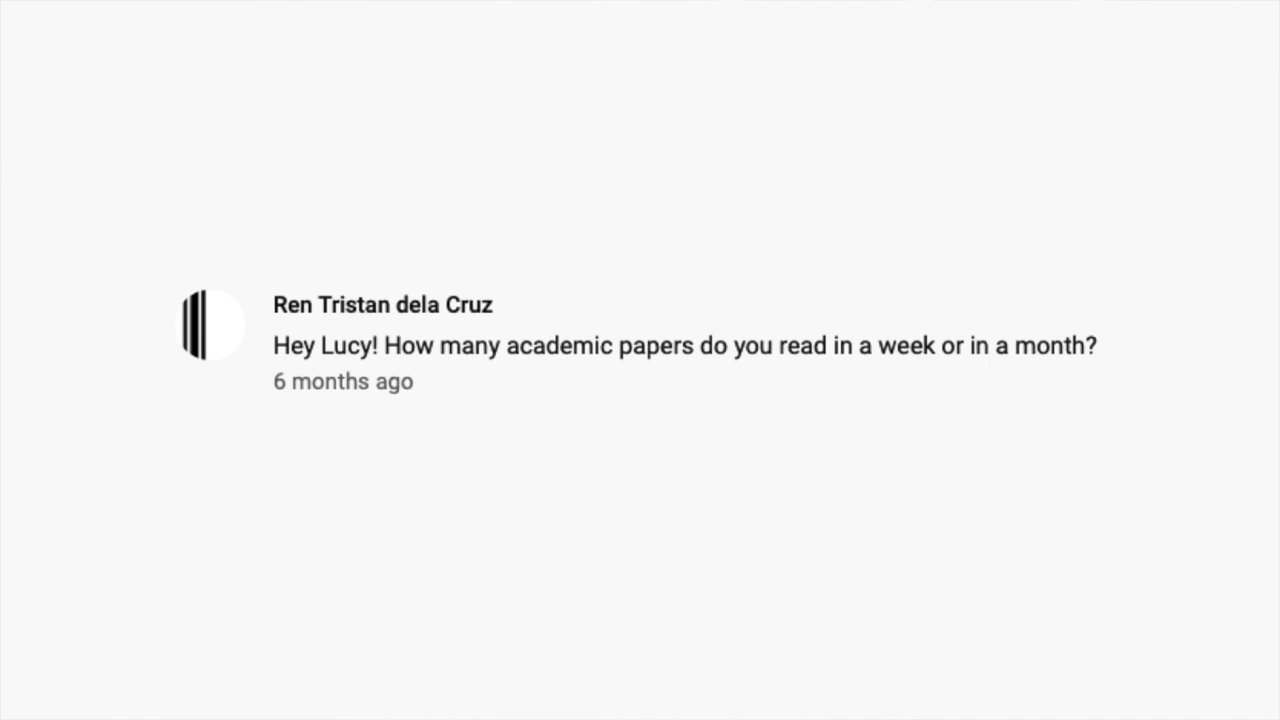 Ren Tristan dela Cruz
Hey Lucy! How many academic papers do you read in a week or in a month?
6 months ago